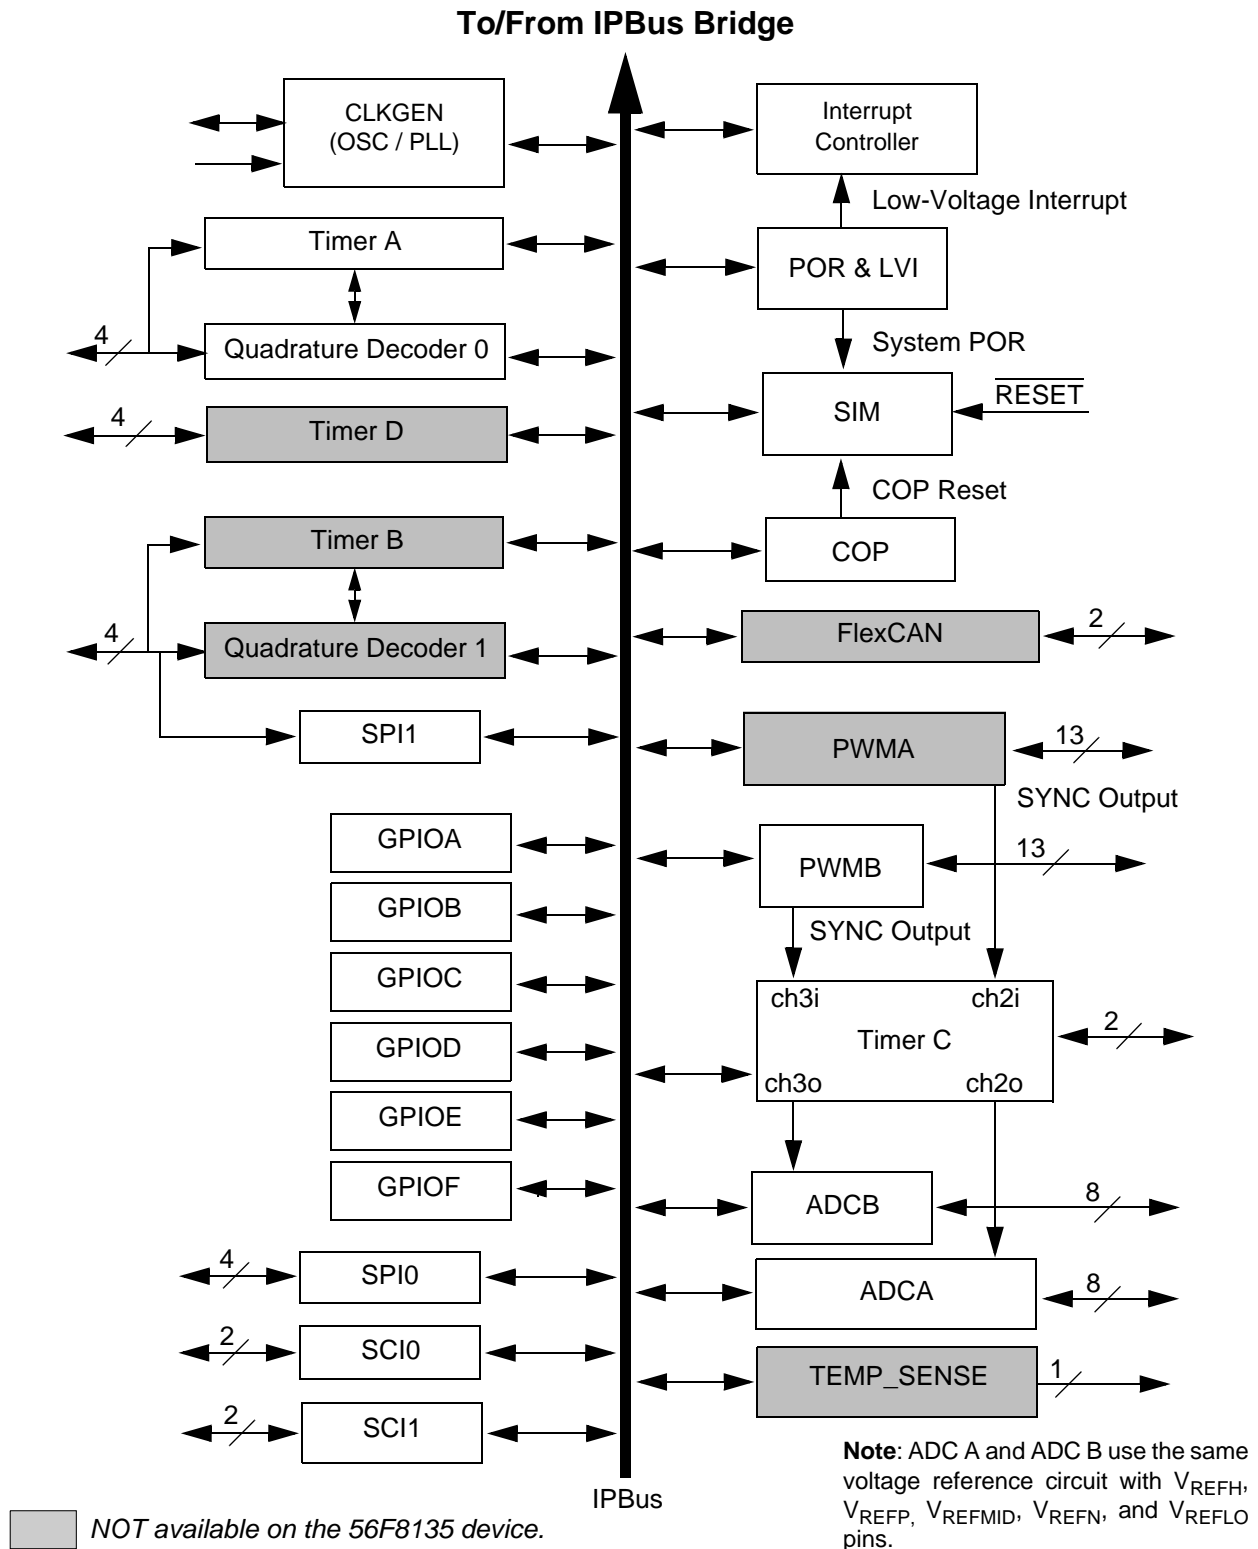 To/From IPBus Bridge
CLKGEN
(OSC / PLL)
Interrupt
Controller
Low-Voltage Interrupt
Timer A
POR & LVI
4
Quadrature Decoder 0
System POR
SIM
RESET
4
Timer D
COP Reset
Timer B
COP
4
Quadrature Decoder 1
FlexCAN
2
SPI1
PWMA
13
SYNC Output
GPIOA
PWMB
13
GPIOB
SYNC Output
GPIOC
ch3i
ch2i
GPIOD
Timer C
2
ch3o
ch2o
GPIOE
GPIOF
ADCB
8
4
SPI0
ADCA
8
2
SCI0
TEMP_SENSE
1
2
SCI1
IPBus
Note: ADC A and ADC B use the same
voltage reference circuit with VREFH,
VREFP, VREFMID, VREFN, and VREFLO
pins.
NOT available on the 56F8135 device.